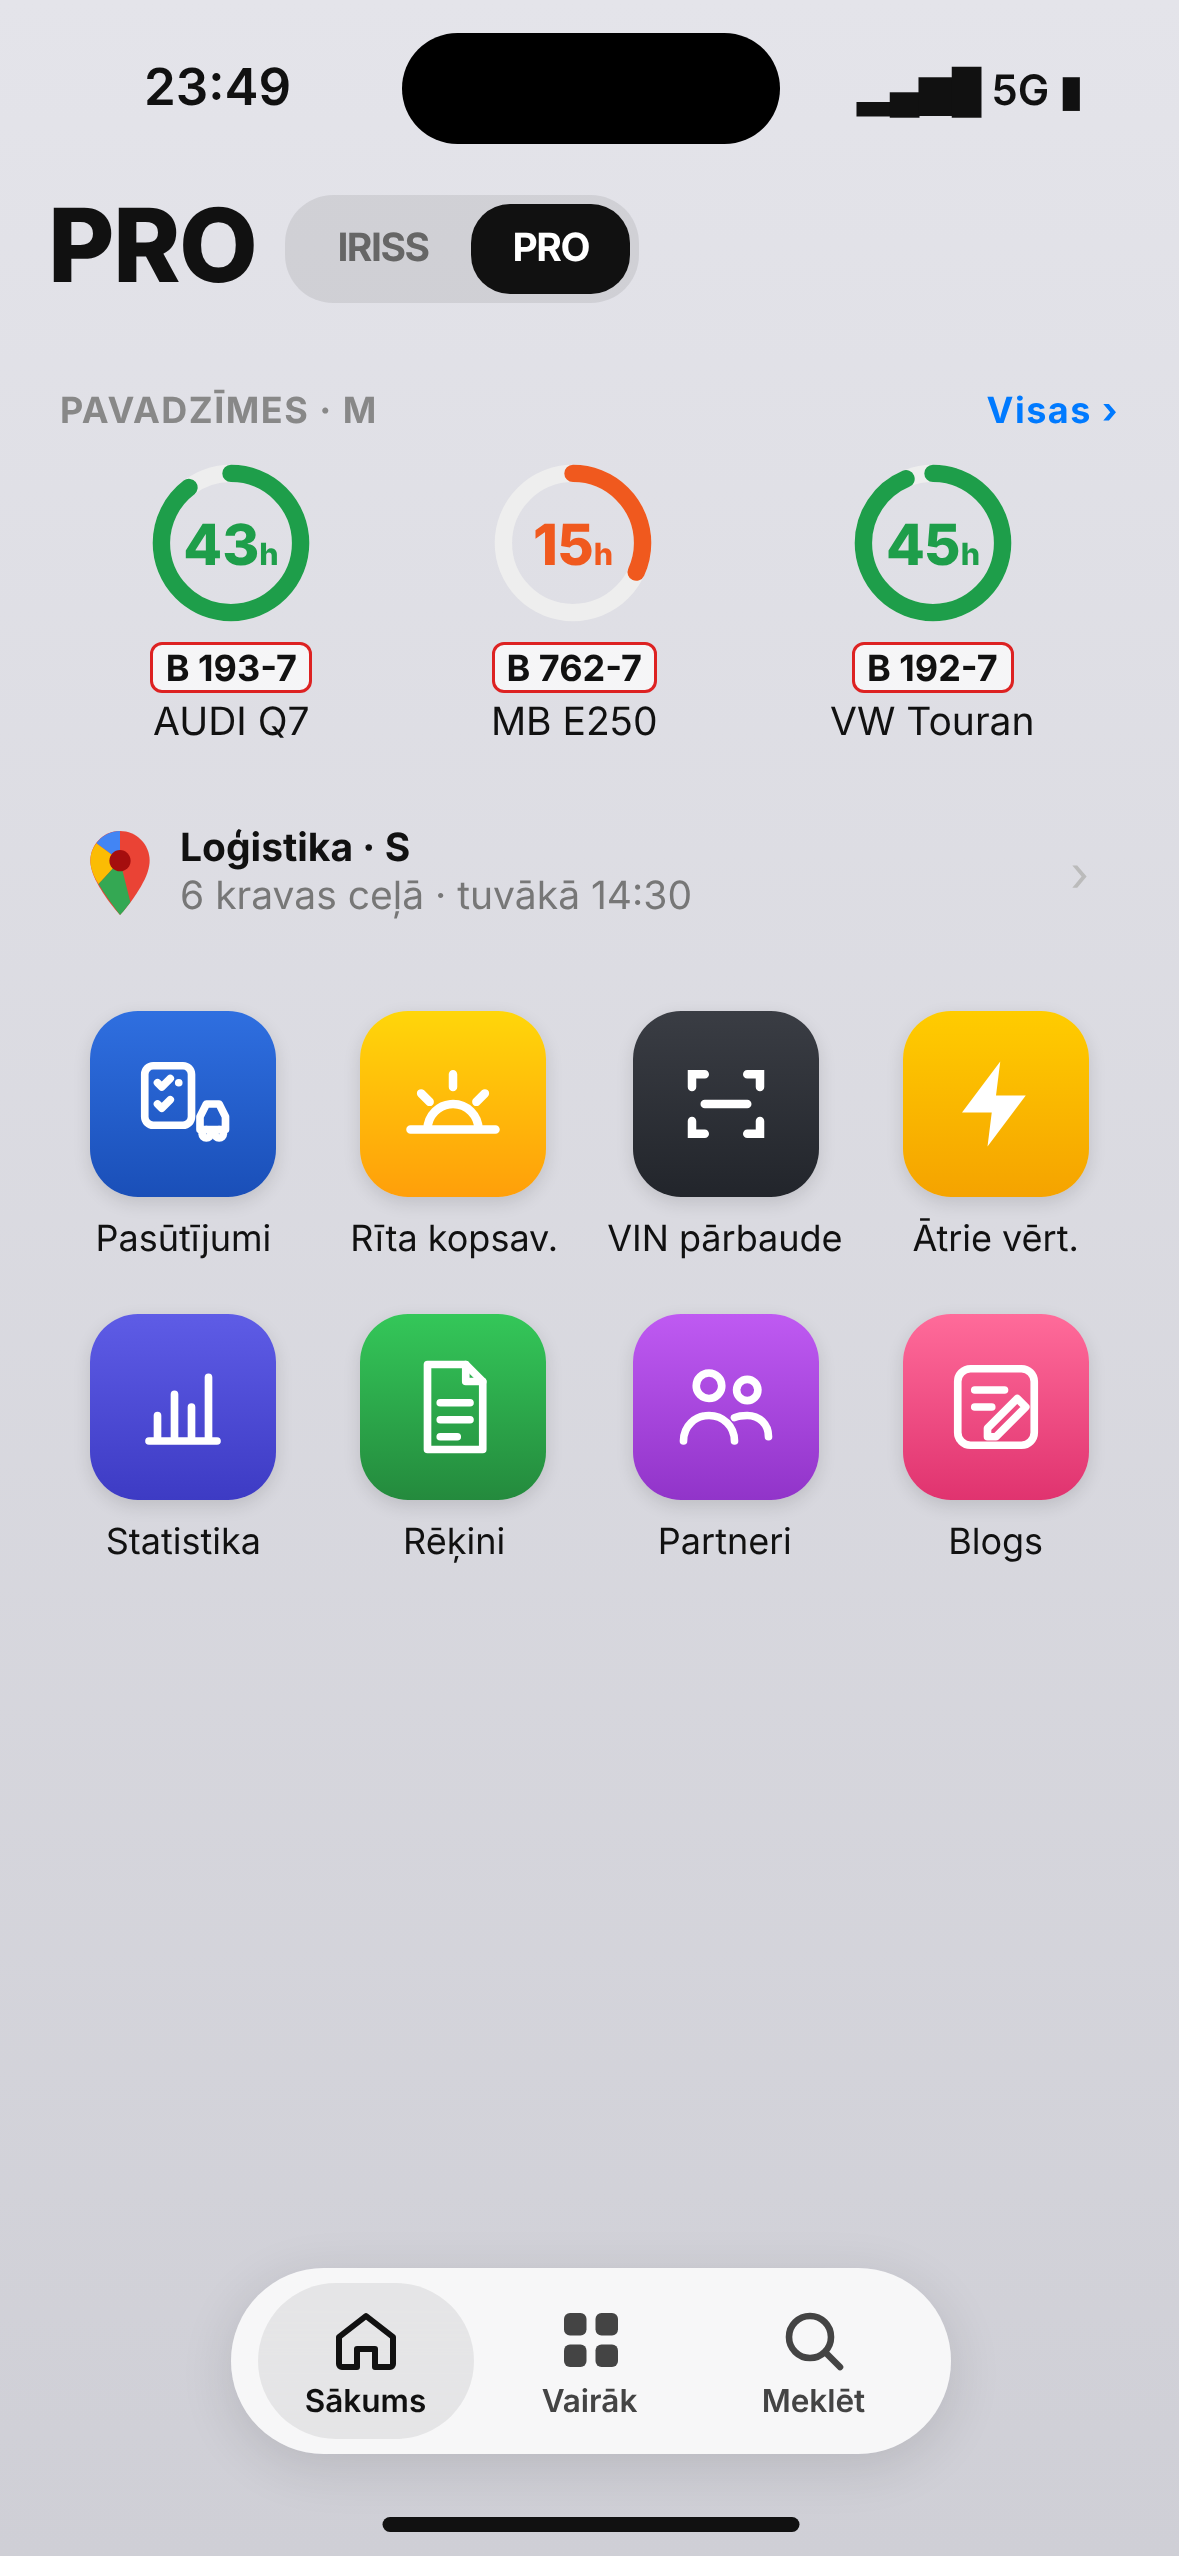 23:49 5G
PRO IRISS PRO
PAVADZĪMES · M Visas ›
43h 15h 45h
B 193-7 B 762-7 B 192-7
AUDI Q7 MB E250 VW Touran
Loģistika · S
6 kravas ceļā · tuvākā 14:30
Pasūtījumi Rīta kopsav. VIN pārbaude Ātrie vērt.
Statistika Rēķini Partneri Blogs
Sākums Vairāk Meklēt